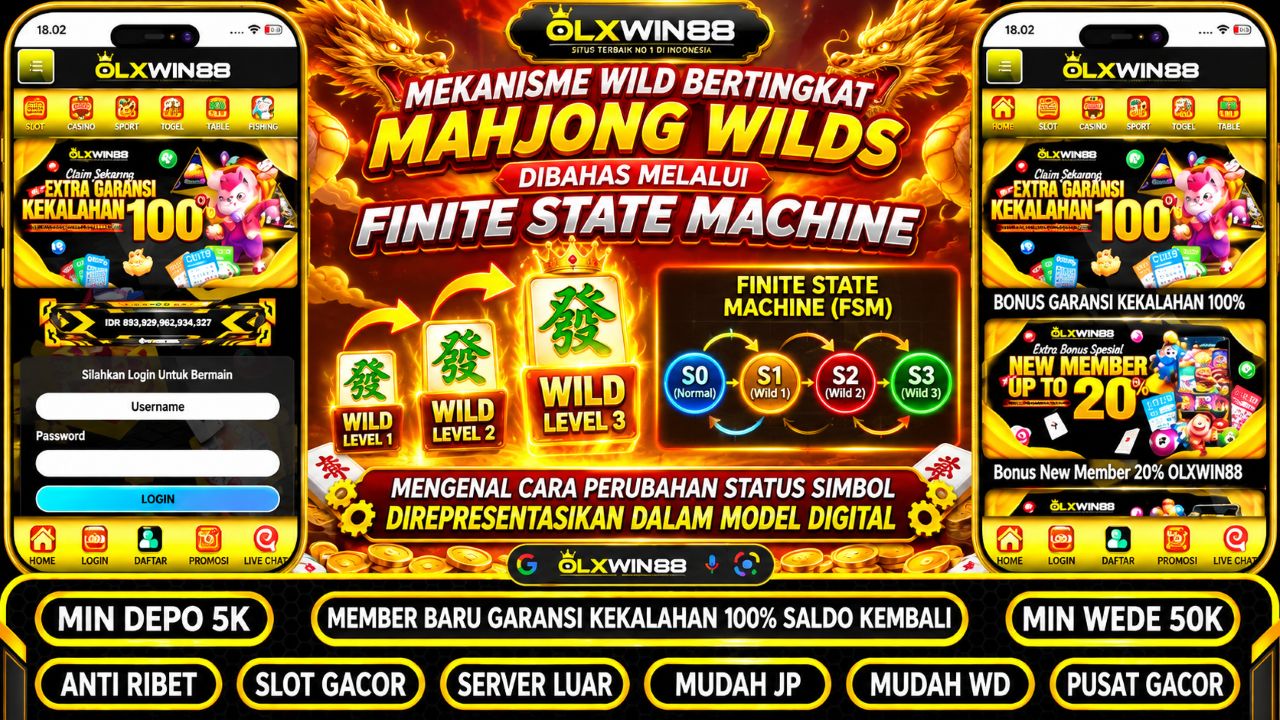 OLXWIN88
SITUS TERBAIK NO 1 DI INDONESIA
MEKANISME WILD BERTINGKAT
MAHJONG WILDS
DIBAHAS MELALUI
FINITE STATE MACHINE
發
WILD
LEVEL 1
發
WILD
LEVEL 2
發
WILD
LEVEL 3
FINITE STATE
MACHINE (FSM)
S0
(Normal)
S1
(Wild 1)
S2
(Wild 2)
S3
(Wild 3)
MENGENAL CARA PERUBAHAN STATUS SIMBOL
DIREPRESENTASIKAN DALAM MODEL DIGITAL
G OLXWIN88
18.02
OLXWIN88
SLOT CASINO SPORT TOGEL TABLE FISHING
OLXWIN88
Claim Sekarang
EXTRA GARANSI
KEKALAHAN 100%
IDR 893,929,962,934,327
Silahkan Login Untuk Bermain
Username
Password
LOGIN
HOME LOGIN DAFTAR PROMOSI LIVE CHAT
18.02
OLXWIN88
HOME SLOT CASINO SPORT TOGEL TABLE
OLXWIN88
Claim Sekarang
EXTRA GARANSI
KEKALAHAN 100%
BONUS GARANSI KEKALAHAN 100%
OLXWIN88
Extra Bonus Spesial
NEW MEMBER
UP TO 20%
Bonus New Member 20% OLXWIN88
OLXWIN88
HOME LOGIN DAFTAR PROMOSI LIVE CHAT
MIN DEPO 5K
MEMBER BARU GARANSI KEKALAHAN 100% SALDO KEMBALI
MIN WEDE 50K
ANTI RIBET
SLOT GACOR
SERVER LUAR
MUDAH JP
MUDAH WD
PUSAT GACOR